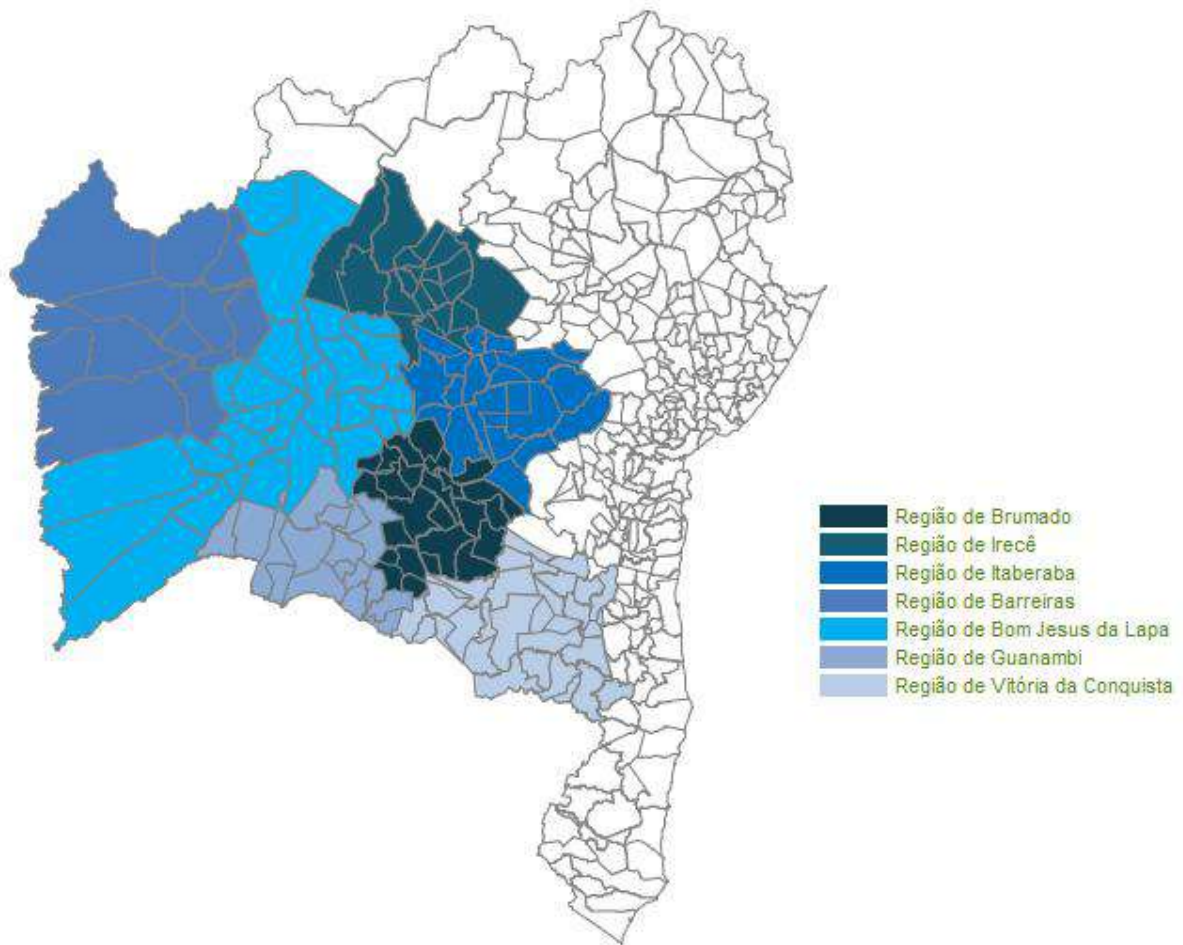 Região de Brumado
Região de Irecê
Região de Itaberaba
Região de Barreiras
Região de Bom Jesus da Lapa
Região de Guanambi
Região de Vitória da Conquista